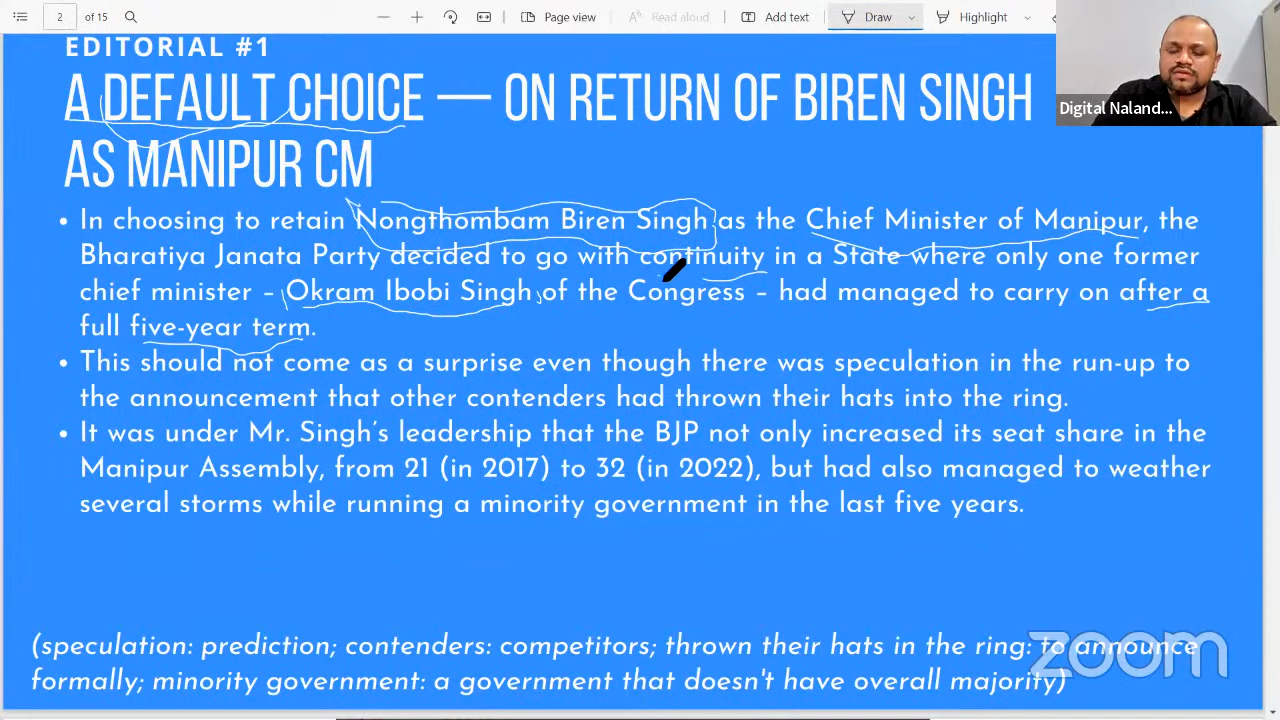 2 of 15
Page view
Read aloud
Add text
Draw
Highlight
EDITORIAL #1
A DEFAULT CHOICE — ON RETURN OF BIREN SINGH
AS MANIPUR CM
Digital Naland...
• In choosing to retain Nongthombam Biren Singh as the Chief Minister of Manipur, the
Bharatiya Janata Party decided to go with continuity in a State where only one former
chief minister – Okram Ibobi Singh of the Congress – had managed to carry on after a
full five-year term.
• This should not come as a surprise even though there was speculation in the run-up to
the announcement that other contenders had thrown their hats into the ring.
• It was under Mr. Singh's leadership that the BJP not only increased its seat share in the
Manipur Assembly, from 21 (in 2017) to 32 (in 2022), but had also managed to weather
several storms while running a minority government in the last five years.
(speculation: prediction; contenders: competitors; thrown their hats in the ring: to announce
formally; minority government: a government that doesn't have overall majority)
zoom